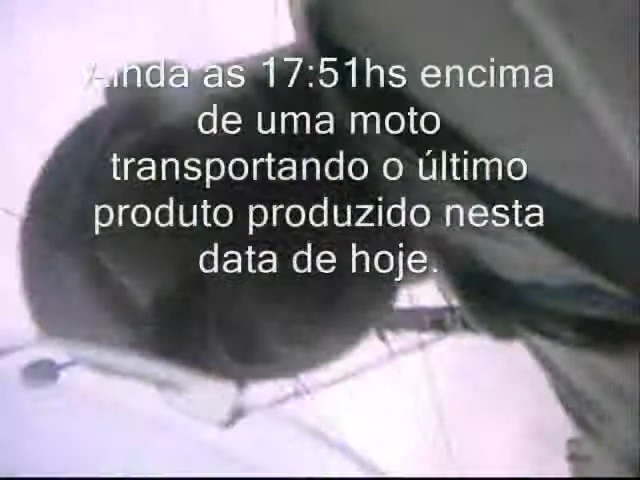 Ainda as 17:51hs encima
de uma moto
transportando o último
produto produzido nesta
data de hoje.